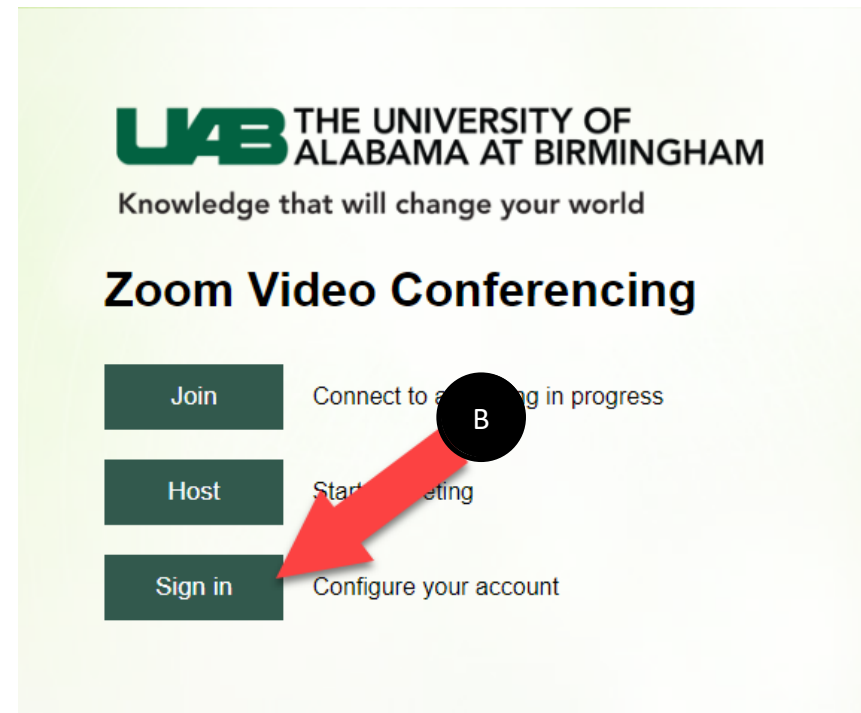 UAB THE UNIVERSITY OF
ALABAMA AT BIRMINGHAM
Knowledge that will change your world
Zoom Video Conferencing
Join Connect to a in progress
B
Host
Sign in Configure your account